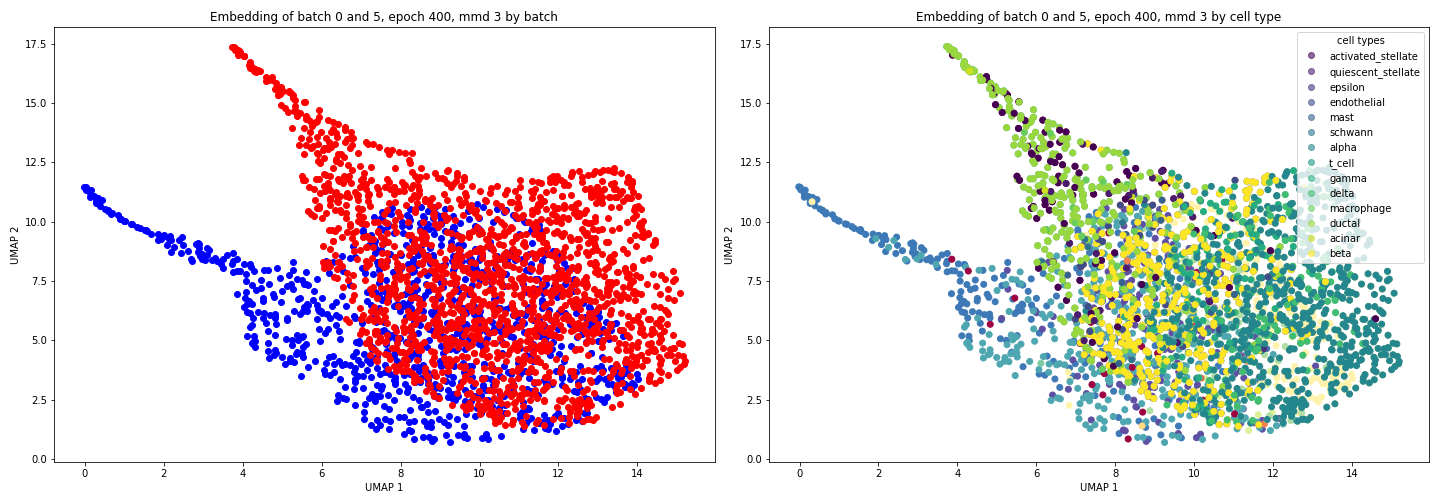 Embedding of batch 0 and 5, epoch 400, mmd 3 by batch
17.5
15.0
12.5
10.0
7.5
5.0
2.5
0.0
UMAP 2
0 2 4 6 8 10 12 14
UMAP 1
Embedding of batch 0 and 5, epoch 400, mmd 3 by cell type
17.5
15.0
12.5
10.0
7.5
5.0
2.5
0.0
UMAP 2
0 2 4 6 8 10 12 14
UMAP 1
cell types
activated_stellate
quiescent_stellate
epsilon
endothelial
mast
schwann
alpha
t_cell
gamma
delta
macrophage
ductal
acinar
beta